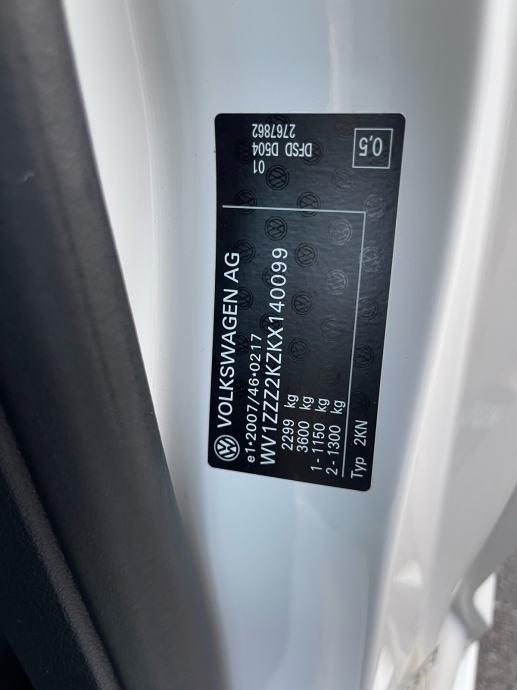 VOLKSWAGEN AG
e1*2007/46*0217
WV1ZZZ2KZKX140099
2299 kg
3600 kg
1 - 1150 kg
2 - 1300 kg
Typ 2KN
01
DFSD D504
2767862
0,5